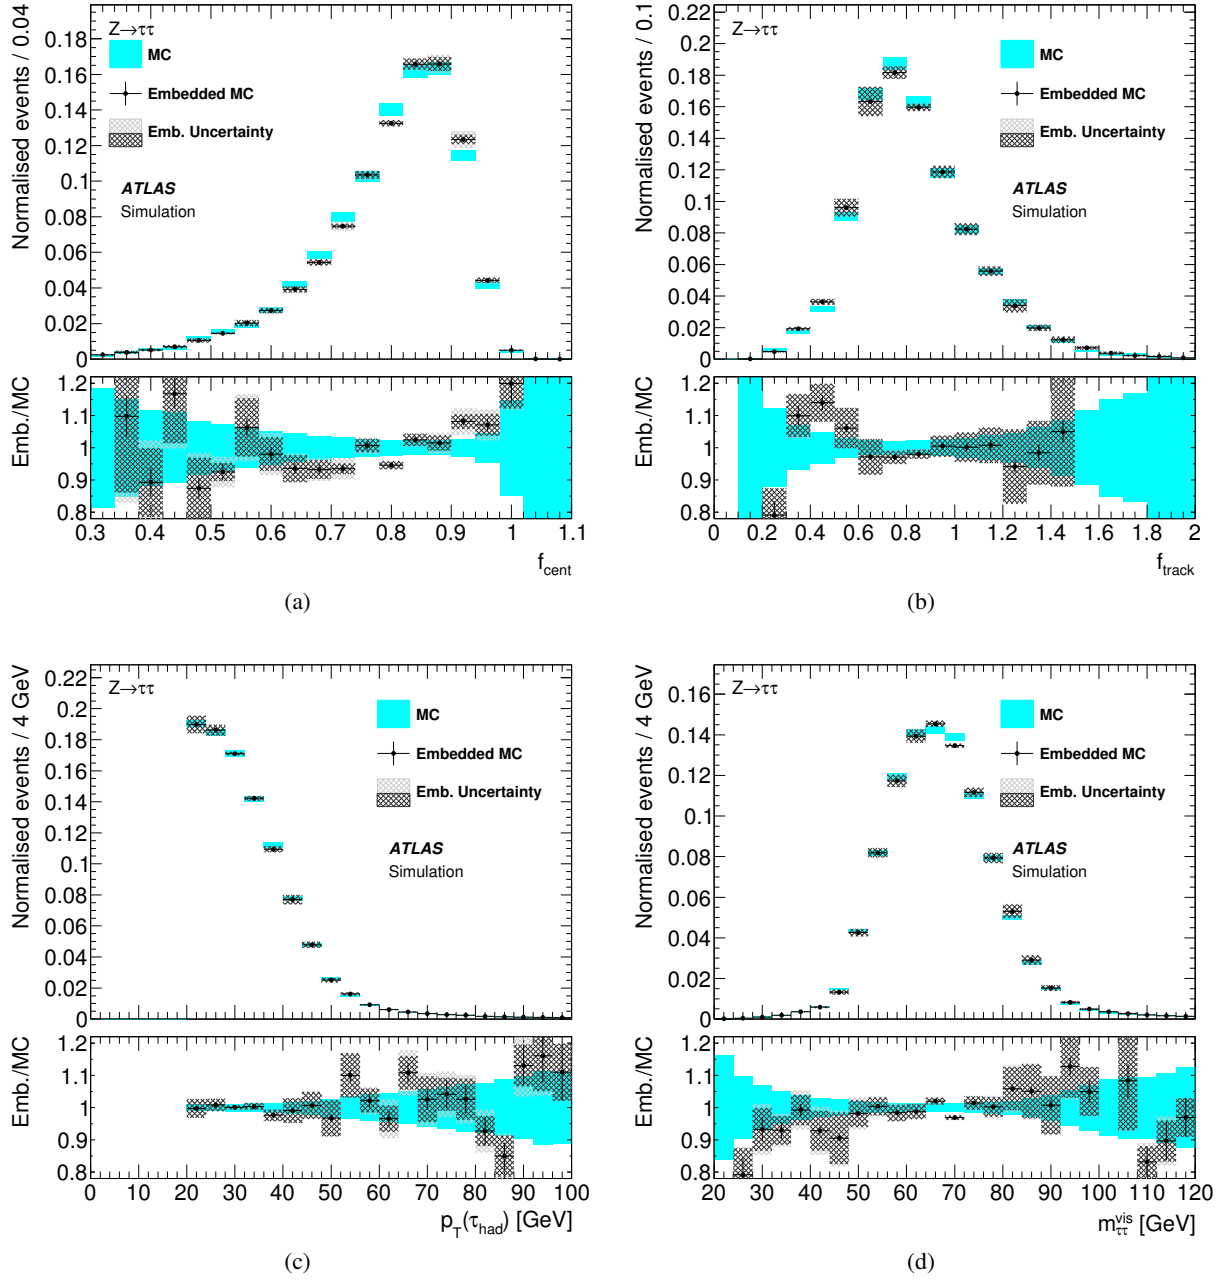 Z→ττ
MC
Embedded MC
Emb. Uncertainty
ATLAS
Simulation
Normalised events / 0.04
0.18
0.16
0.14
0.12
0.1
0.08
0.06
0.04
0.02
0
Emb./MC
1.2
1.1
1
0.9
0.8
0.3 0.4 0.5 0.6 0.7 0.8 0.9 1 1.1
f_cent
(a)
Z→ττ
MC
Embedded MC
Emb. Uncertainty
ATLAS
Simulation
Normalised events / 0.1
0.22
0.2
0.18
0.16
0.14
0.12
0.1
0.08
0.06
0.04
0.02
0
Emb./MC
1.2
1.1
1
0.9
0.8
0 0.2 0.4 0.6 0.8 1 1.2 1.4 1.6 1.8 2
f_track
(b)
Z→ττ
MC
Embedded MC
Emb. Uncertainty
ATLAS
Simulation
Normalised events / 4 GeV
0.22
0.2
0.18
0.16
0.14
0.12
0.1
0.08
0.06
0.04
0.02
0
Emb./MC
1.2
1.1
1
0.9
0.8
0 10 20 30 40 50 60 70 80 90 100
p_T(τ_had) [GeV]
(c)
Z→ττ
MC
Embedded MC
Emb. Uncertainty
ATLAS
Simulation
Normalised events / 4 GeV
0.16
0.14
0.12
0.1
0.08
0.06
0.04
0.02
0
Emb./MC
1.2
1.1
1
0.9
0.8
20 30 40 50 60 70 80 90 100 110 120
m_ττ^vis [GeV]
(d)